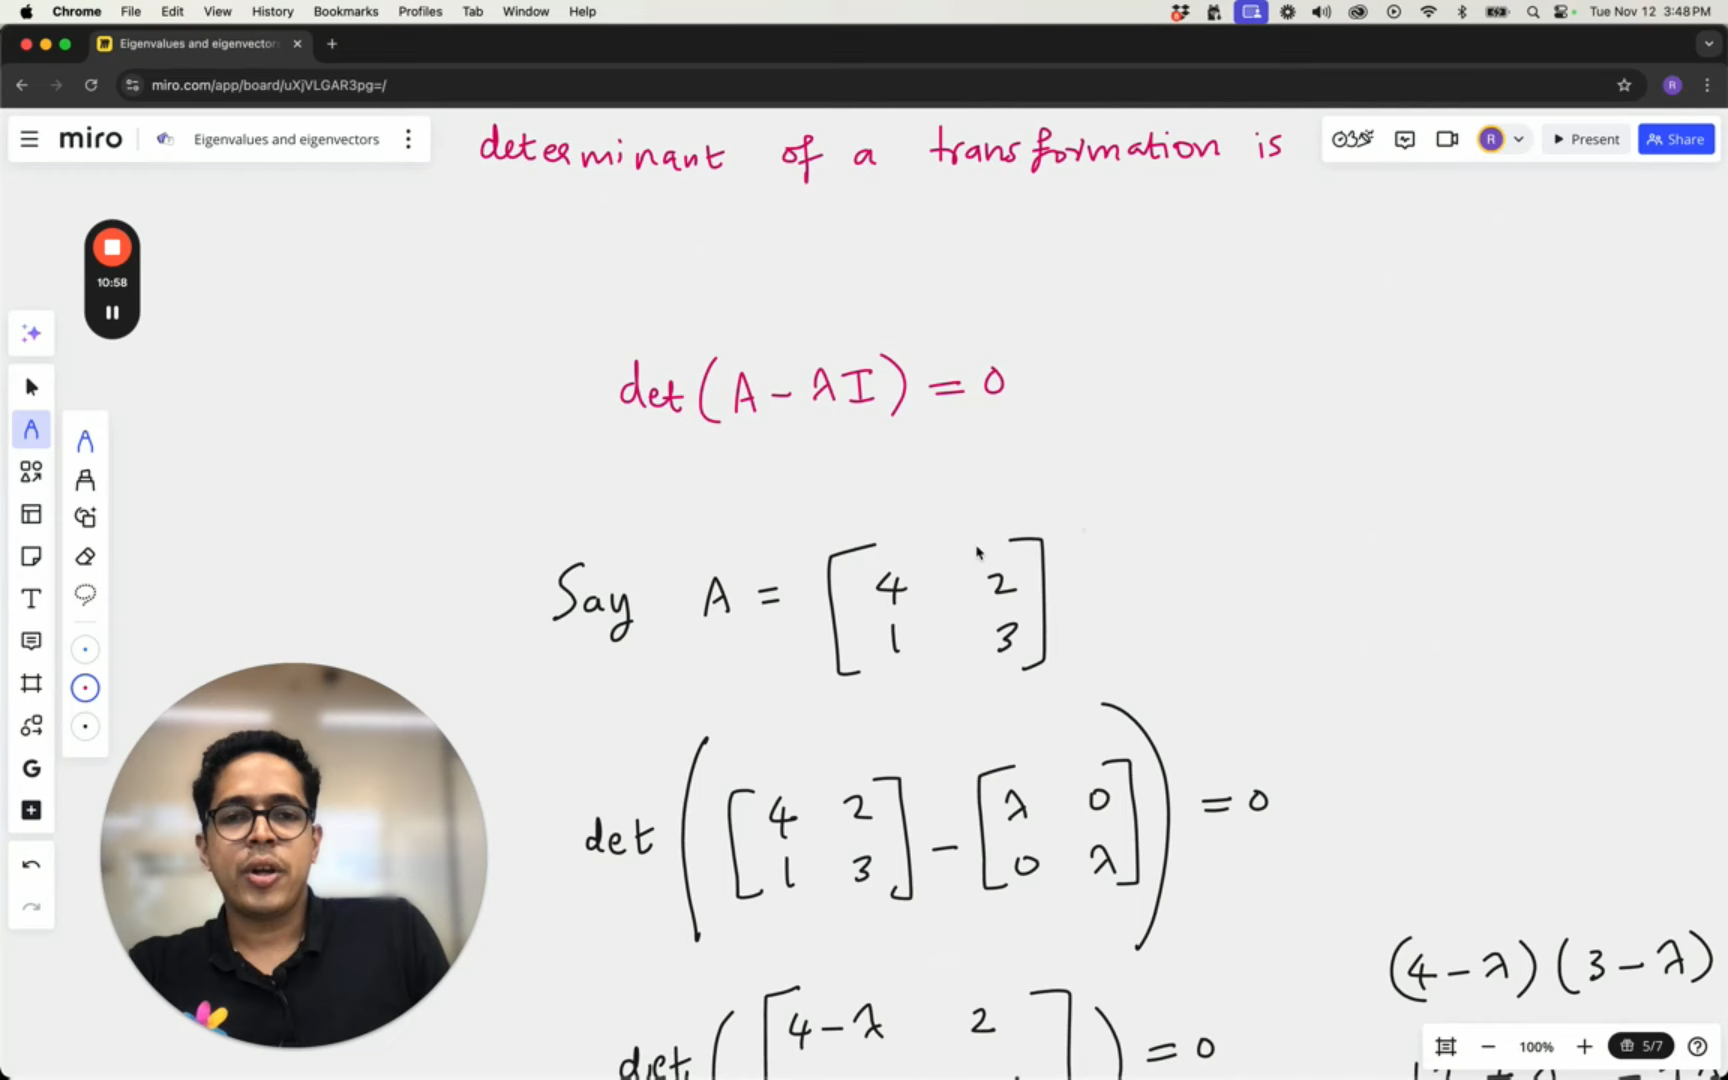 Chrome File Edit View History Bookmarks Profiles Tab Window Help Tue Nov 12 3:48 PM
Eigenvalues and eigenvector
miro.com/app/board/uXjVLGAR3pg=/ R
miro Eigenvalues and eigenvectors R Present Share
determinant of a transformation is
10:58
det(A - λI) = 0
Say A = [ 4 2
1 3 ]
det ( [ 4 2 ] - [ λ 0 ] ) = 0
1 3 0 λ
(4 - λ)(3 - λ)
4 - λ 2
det = 0
T
G
100% 5/7